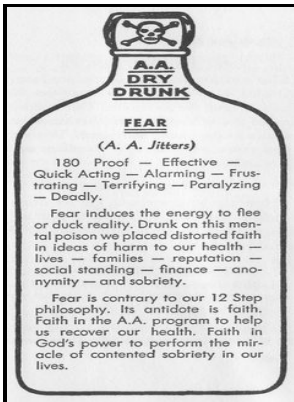 A.A.
DRY
DRUNK
FEAR
(A. A. Jitters)
180 Proof — Effective —
Quick Acting — Alarming — Frus-
trating — Terrifying — Paralyzing
— Deadly.
Fear induces the energy to flee
or duck reality. Drunk on this men-
tal poison we placed distorted faith
in ideas of harm to our health —
lives — families — reputation —
social standing — finance — ano-
nymity — and sobriety.
Fear is contrary to our 12 Step
philosophy. Its antidote is faith.
Faith in the A.A. program to help
us recover our health. Faith in
God's power to perform the mir-
acle of contented sobriety in our
lives.